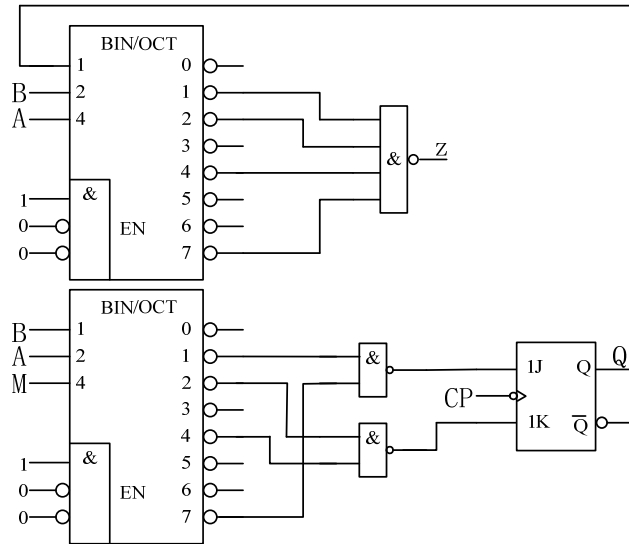 BIN/OCT
1 0
B 2 1
A 4 2
3
& Z
4
1 & 5
0 EN 6
0 7
BIN/OCT
B 1 0
A 2 1 &
M 4 2 1J Q Q
3 CP
4 & 1K Q̅
1 & 5
0 EN 6
0 7